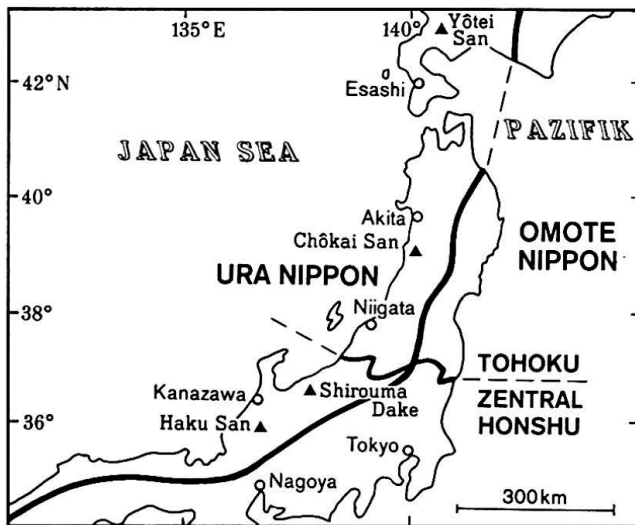 135°E
140°
Yôtei
San
42°N
Esashi
PAZIFIK
JAPAN SEA
40°
Akita
OMOTE
NIPPON
Chôkai San
URA NIPPON
38°
Niigata
TOHOKU
Kanazawa
Shirouma
Dake
ZENTRAL
HONSHU
36°
Haku San
Tokyo
Nagoya
300km